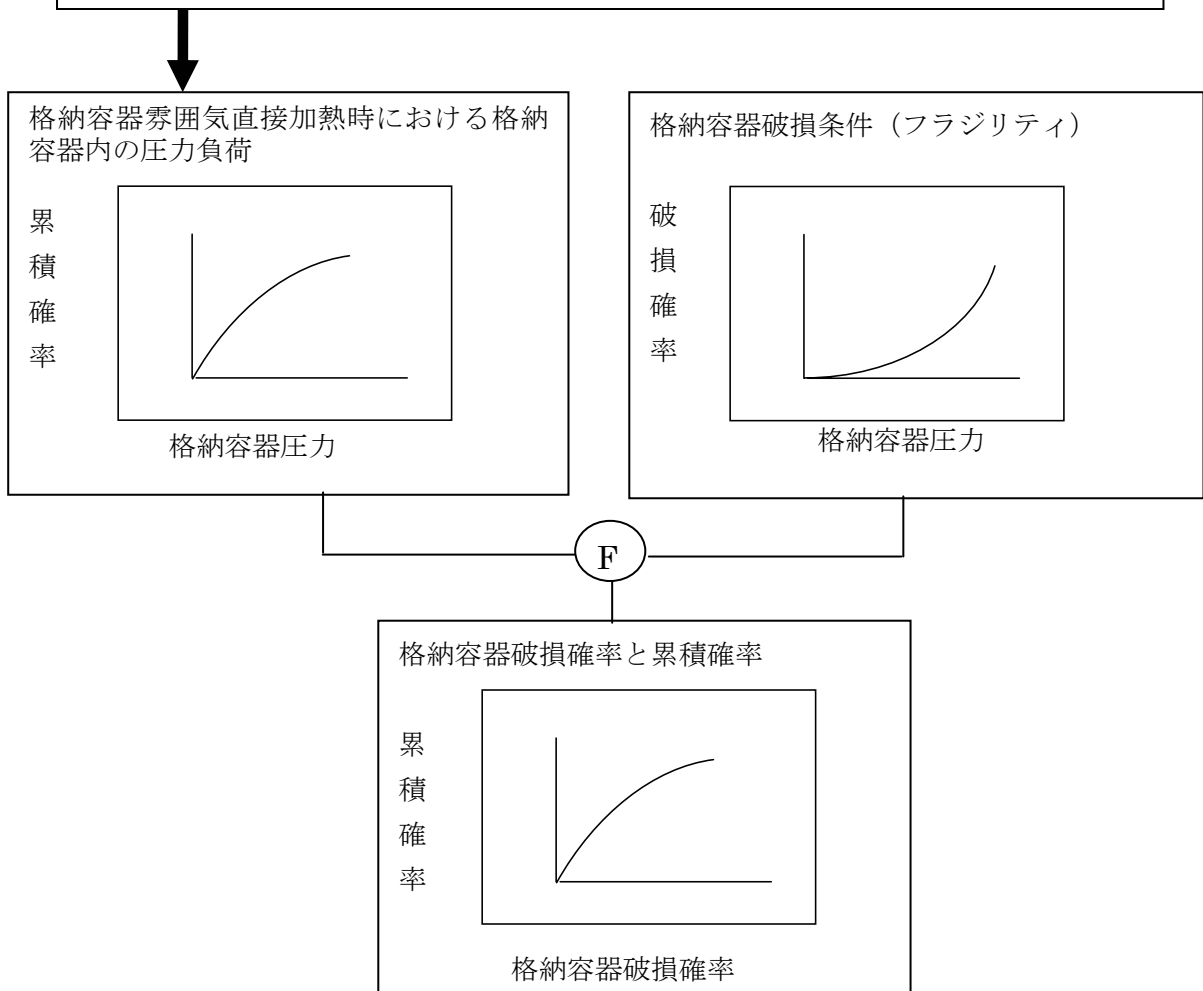 格納容器雰囲気直接加熱時における格納
容器内の圧力負荷
累積確率
格納容器圧力
格納容器破損条件（フラジリティ）
破損確率
格納容器圧力
F
格納容器破損確率と累積確率
累積確率
格納容器破損確率